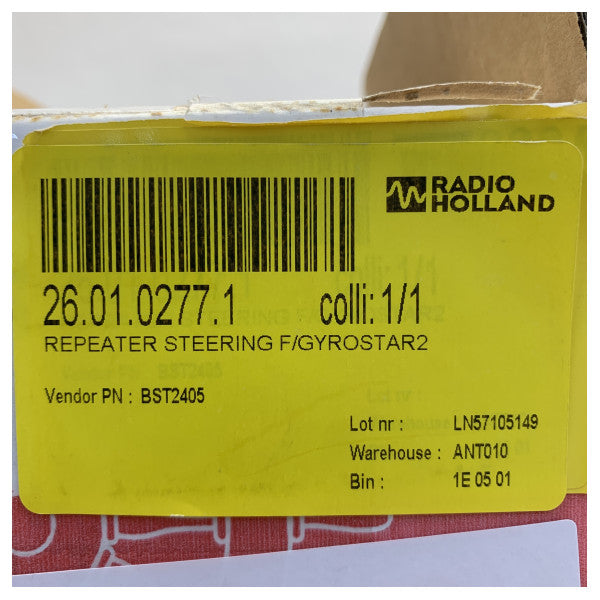 RADIO
HOLLAND
26.01.0277.1 colli: 1/1
REPEATER STEERING F/GYROSTAR2
Vendor PN : BST2405
Lot nr : LN57105149
Warehouse : ANT010
Bin : 1E 05 01